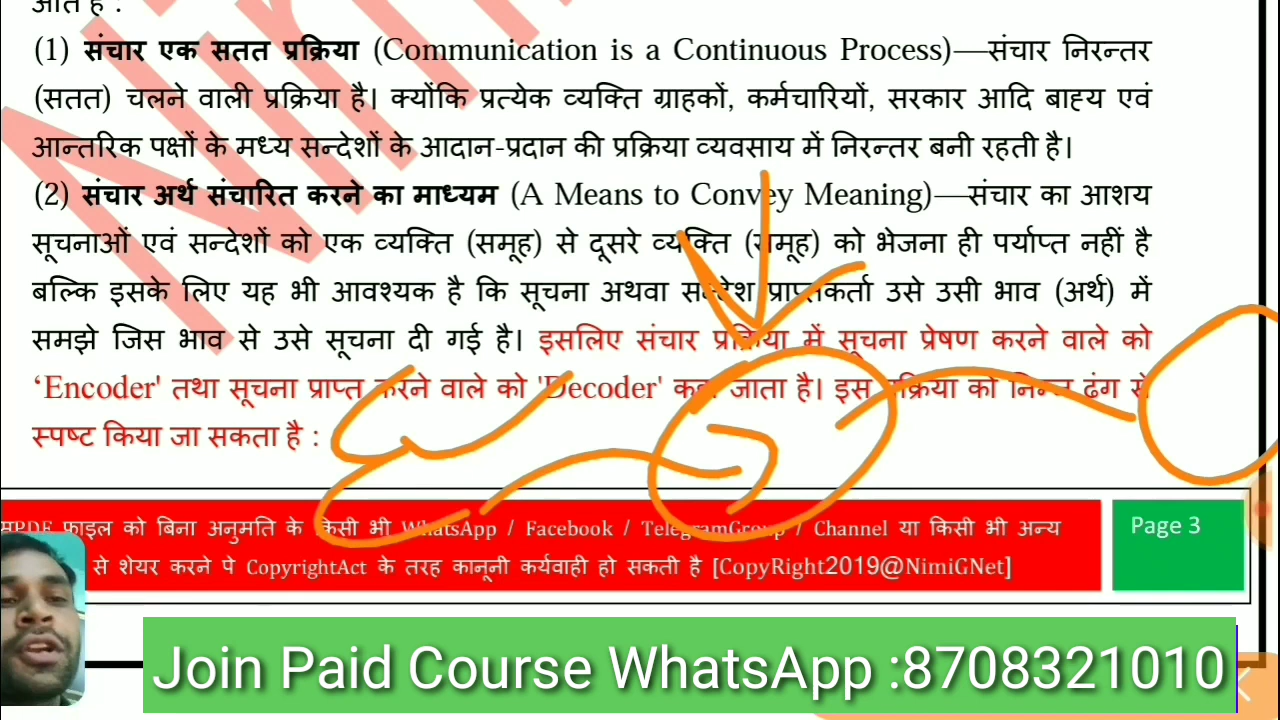 (1) संचार एक सतत प्रक्रिया (Communication is a Continuous Process)—संचार निरन्तर
(सतत) चलने वाली प्रक्रिया है। क्योंकि प्रत्येक व्यक्ति ग्राहकों, कर्मचारियों, सरकार आदि बाह्य एवं
आन्तरिक पक्षों के मध्य सन्देशों के आदान-प्रदान की प्रक्रिया व्यवसाय में निरन्तर बनी रहती है।
(2) संचार अर्थ संचारित करने का माध्यम (A Means to Convey Meaning)—संचार का आशय
सूचनाओं एवं सन्देशों को एक व्यक्ति (समूह) से दूसरे व्यक्ति (समूह) को भेजना ही पर्याप्त नहीं है
बल्कि इसके लिए यह भी आवश्यक है कि सूचना अथवा सन्देश प्राप्तकर्ता उसे उसी भाव (अर्थ) में
समझे जिस भाव से उसे सूचना दी गई है। इसलिए संचार प्रक्रिया में सूचना प्रेषण करने वाले को
‘Encoder' तथा सूचना प्राप्त करने वाले को 'Decoder' कहा जाता है। इस प्रक्रिया को निम्न ढंग से
स्पष्ट किया जा सकता है :
फ़ाइल को बिना अनुमति के किसी भी WhatsApp / Facebook / TelegramGroup / Channel या किसी भी अन्य
से शेयर करने पे CopyrightAct के तरह कानूनी कर्यवाही हो सकती है [CopyRight2019@NimiGNet]
Page 3
Join Paid Course WhatsApp :8708321010